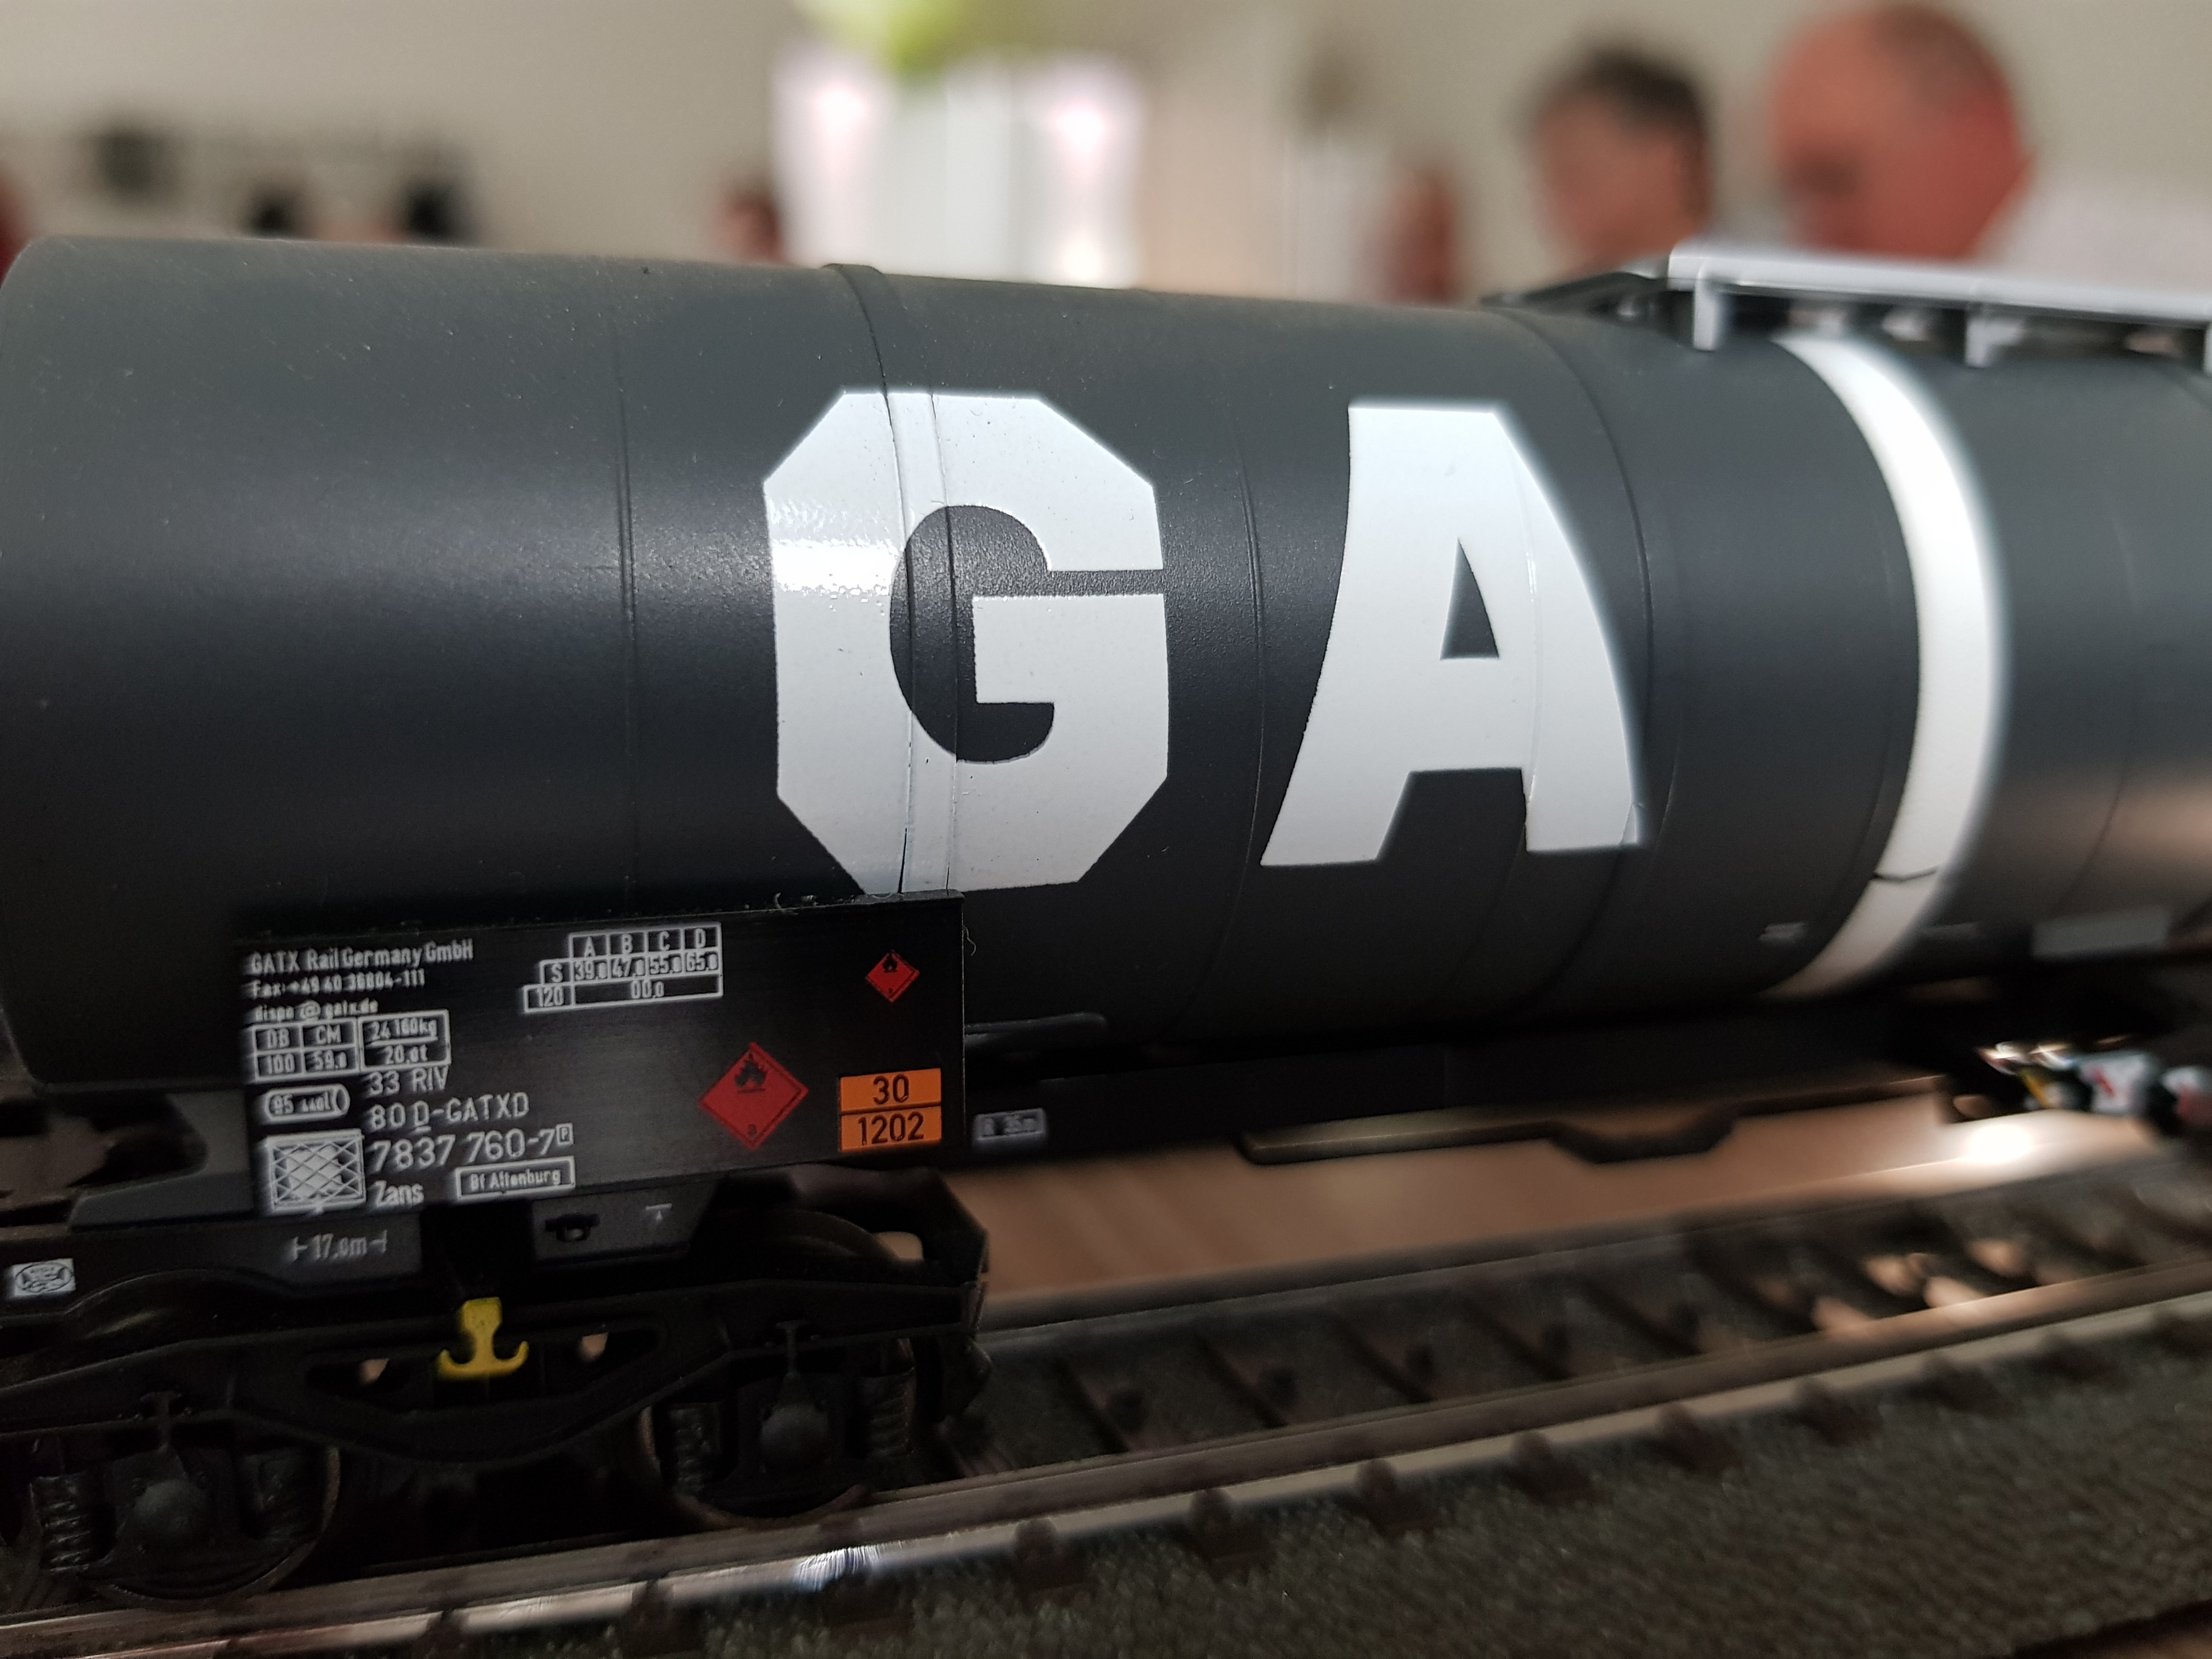 GA
GATX Rail Germany GmbH
Fax: +49 40 36804-111
dispo @ gatx.de
A B C D
S 39,0 47,0 55,0 65,0
120 00,0
DB CM 24 160kg
100 59,0 20,0t
33 RIV
80 D-GATXD
7837 760-7 P
Zans
Bf Altenburg
30
1202
17,0m
R 35m